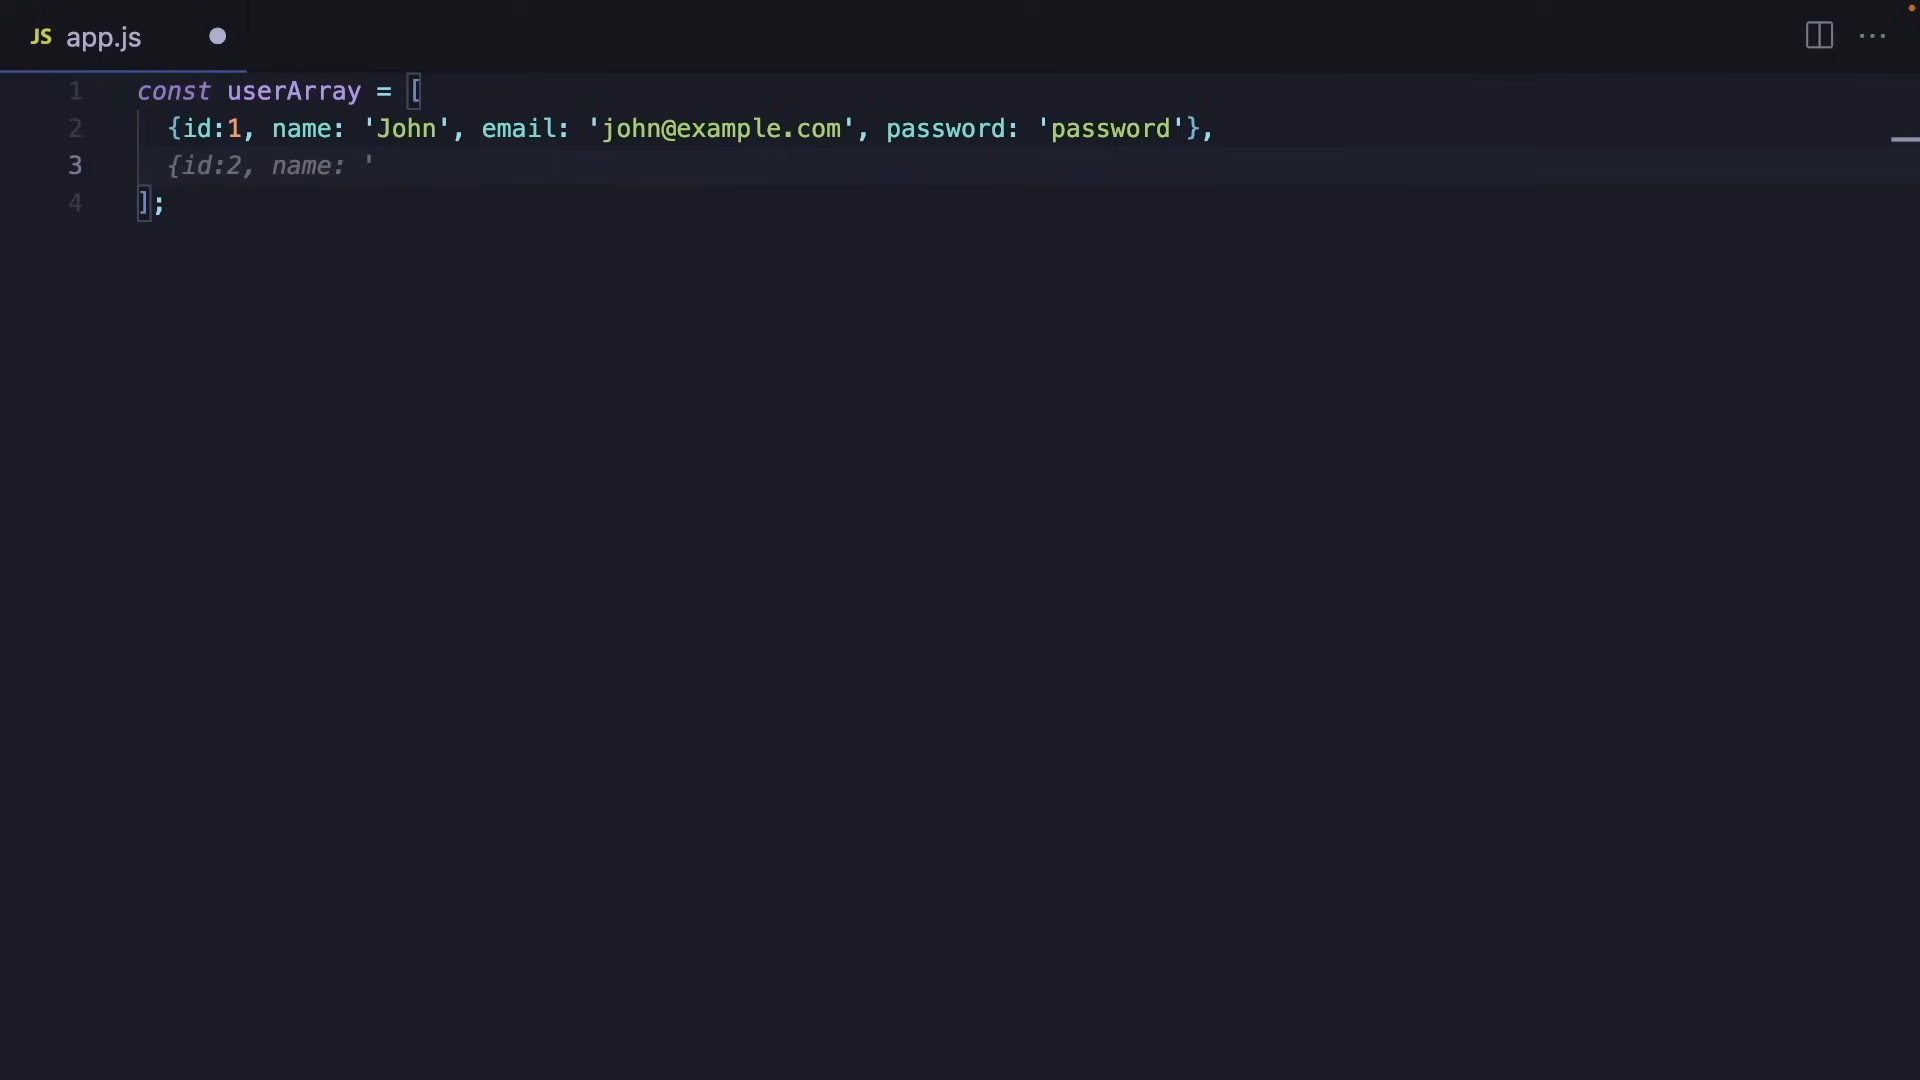 JS app.js
1 const userArray = [
2 {id:1, name: 'John', email: 'john@example.com', password: 'password'},
3 {id:2, name: '
4 ];